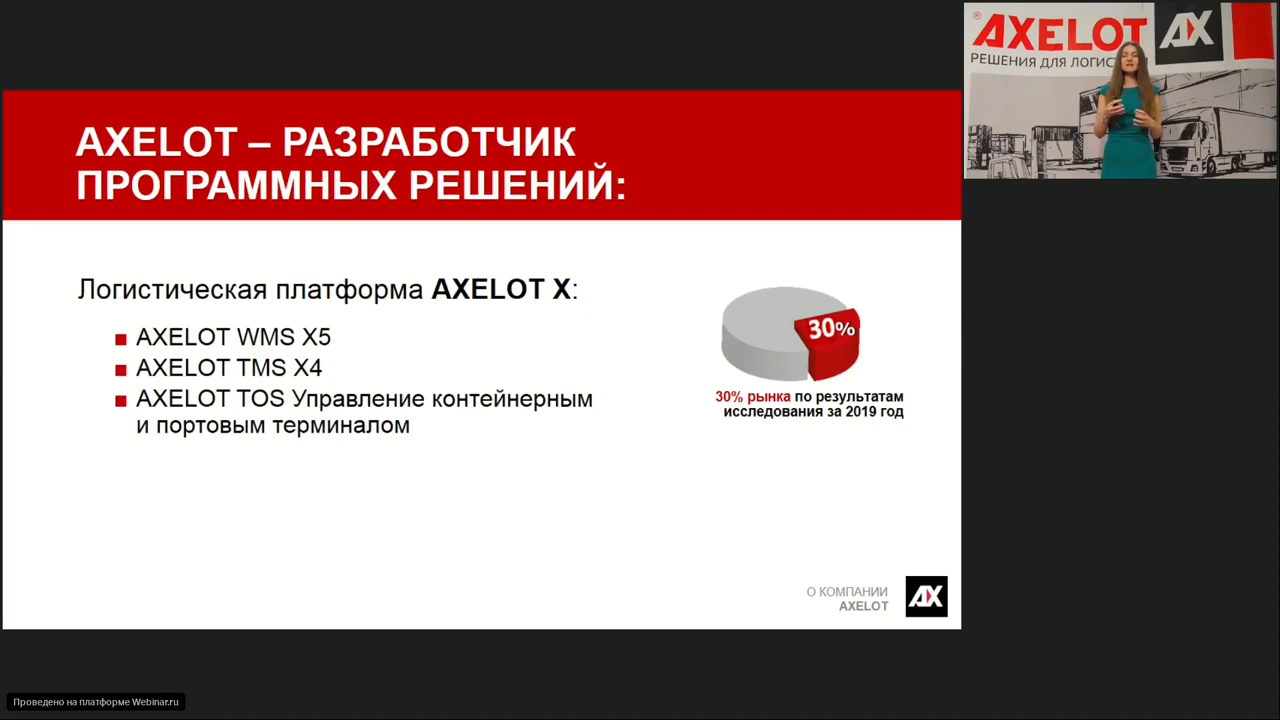 AXELOT – РАЗРАБОТЧИК
ПРОГРАММНЫХ РЕШЕНИЙ:
Логистическая платформа AXELOT X:
AXELOT WMS X5
AXELOT TMS X4
AXELOT TOS Управление контейнерным
и портовым терминалом
30%
30% рынка по результатам
исследования за 2019 год
О КОМПАНИИ
AXELOT
AX
® AXELOT AX
РЕШЕНИЯ ДЛЯ
Проведено на платформе Webinar.ru